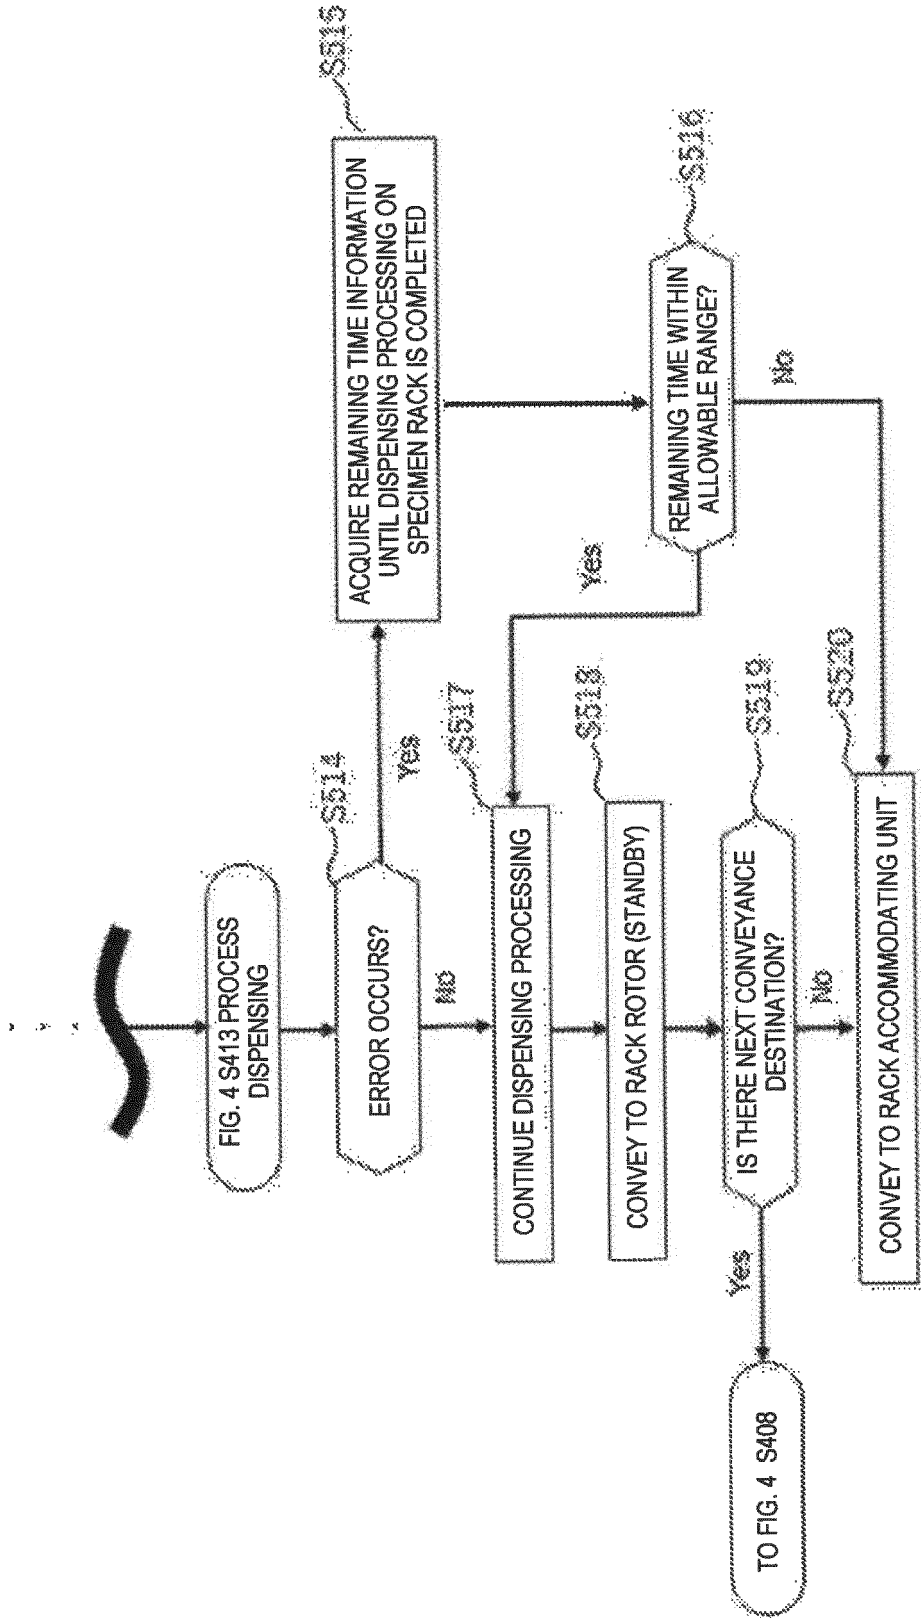 FIG. 4 S413 PROCESS
DISPENSING
S514
ERROR OCCURS?
Yes
No
S515
ACQUIRE REMAINING TIME INFORMATION
UNTIL DISPENSING PROCESSING ON
SPECIMEN RACK IS COMPLETED
S516
REMAINING TIME WITHIN
ALLOWABLE RANGE?
Yes
No
S517
CONTINUE DISPENSING PROCESSING
S518
CONVEY TO RACK ROTOR (STANDBY)
S519
IS THERE NEXT CONVEYANCE
DESTINATION?
Yes
No
TO FIG. 4 S408
S520
CONVEY TO RACK ACCOMMODATING UNIT